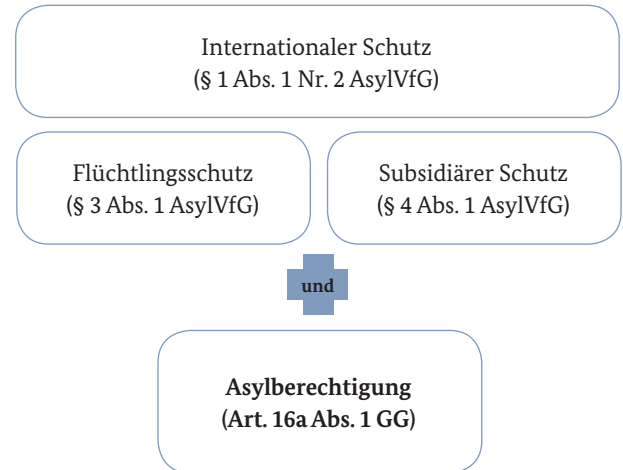 Internationaler Schutz
(§ 1 Abs. 1 Nr. 2 AsylVfG)
Flüchtlingsschutz
(§ 3 Abs. 1 AsylVfG)
Subsidiärer Schutz
(§ 4 Abs. 1 AsylVfG)
und
Asylberechtigung
(Art. 16a Abs. 1 GG)